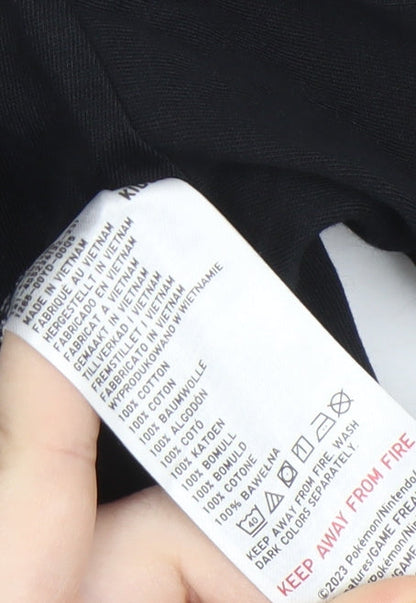 MADE IN VIETNAM
FABRIQUÉ AU VIETNAM
HERGESTELLT IN VIETNAM
FABRICADO EN VIETNAM
FABRICAT A VIETNAM
GEMAAKT IN VIETNAM
TILLVERKAD I VIETNAM
FREMSTILLET I VIETNAM
FABBRICATO IN VIETNAM
WYPRODUKOWANO W WIETNAMIE
100% COTTON
100% COTON
100% BAUMWOLLE
100% ALGODÓN
100% COTÓ
100% KATOEN
100% BOMULL
100% BOMULD
100% COTONE
100% BAWEŁNA
40
KEEP AWAY FROM FIRE. WASH
DARK COLORS SEPARATELY.
KEEP AWAY FROM FIRE
©2023 Pokémon/Nintendo